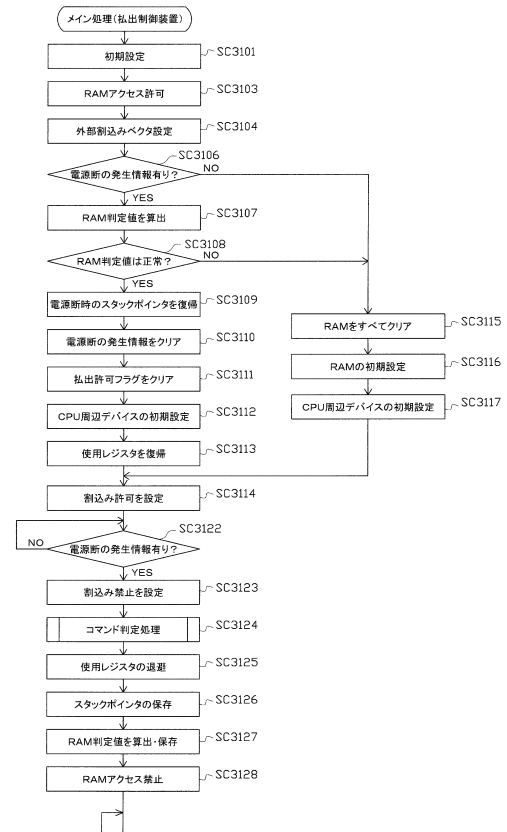 メイン処理(払出制御装置)
初期設定 SC3101
RAMアクセス許可 SC3103
外部割込みベクタ設定 SC3104
SC3106
電源断の発生情報有り? NO
YES
RAM判定値を算出 SC3107
SC3108
RAM判定値は正常? NO
YES
電源断時のスタックポインタを復帰 SC3109
電源断の発生情報をクリア SC3110
払出許可フラグをクリア SC3111
CPU周辺デバイスの初期設定 SC3112
使用レジスタを復帰 SC3113
RAMをすべてクリア SC3115
RAMの初期設定 SC3116
CPU周辺デバイスの初期設定 SC3117
割込み許可を設定 SC3114
SC3122
NO 電源断の発生情報有り?
YES
割込み禁止を設定 SC3123
コマンド判定処理 SC3124
使用レジスタの退避 SC3125
スタックポインタの保存 SC3126
RAM判定値を算出・保存 SC3127
RAMアクセス禁止 SC3128